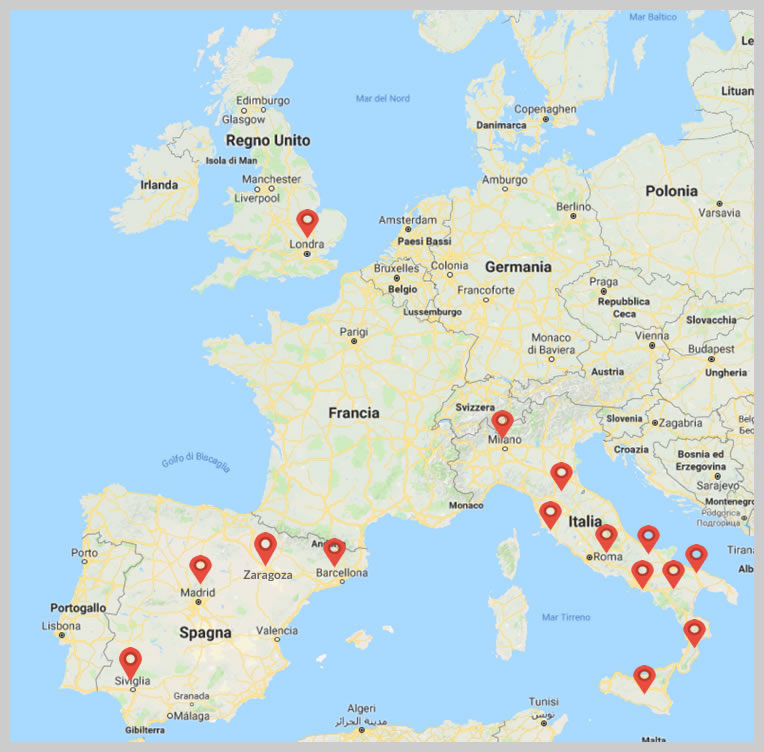 Mar Baltico
Le
Lituan
Mar del Nord
Edimburgo
Glasgow
Copenaghen
Danimarca
Regno Unito
Isola di Man
Irlanda
Manchester
Liverpool
Amburgo
Polonia
Berlino
Varsavia
Amsterdam
Paesi Bassi
Londra
Bruxelles
Colonia
Germania
Belgio
Francoforte
Praga
Repubblica
Ceca
Lussemburgo
Slovacchia
Parigi
Monaco
di Baviera
Vienna
Budapest
Austria
Ungheria
Francia
Svizzera
Milano
Slovenia
Zagabria
Belg
Бео
Croazia
Bosnia ed
Erzegovina
Sarajevo
Golfo di Biscaglia
Monaco
Montenegro
Podgorica
Подгорица
Italia
Porto
Roma
Tirana
Alb
Zaragoza
Barcellona
Madrid
Portogallo
Lisbona
Spagna
Valencia
Mar Tirreno
Siviglia
Granada
Málaga
Gibilterra
Algeri
مدينة الجزائر
Tunisi
تونس
Malta